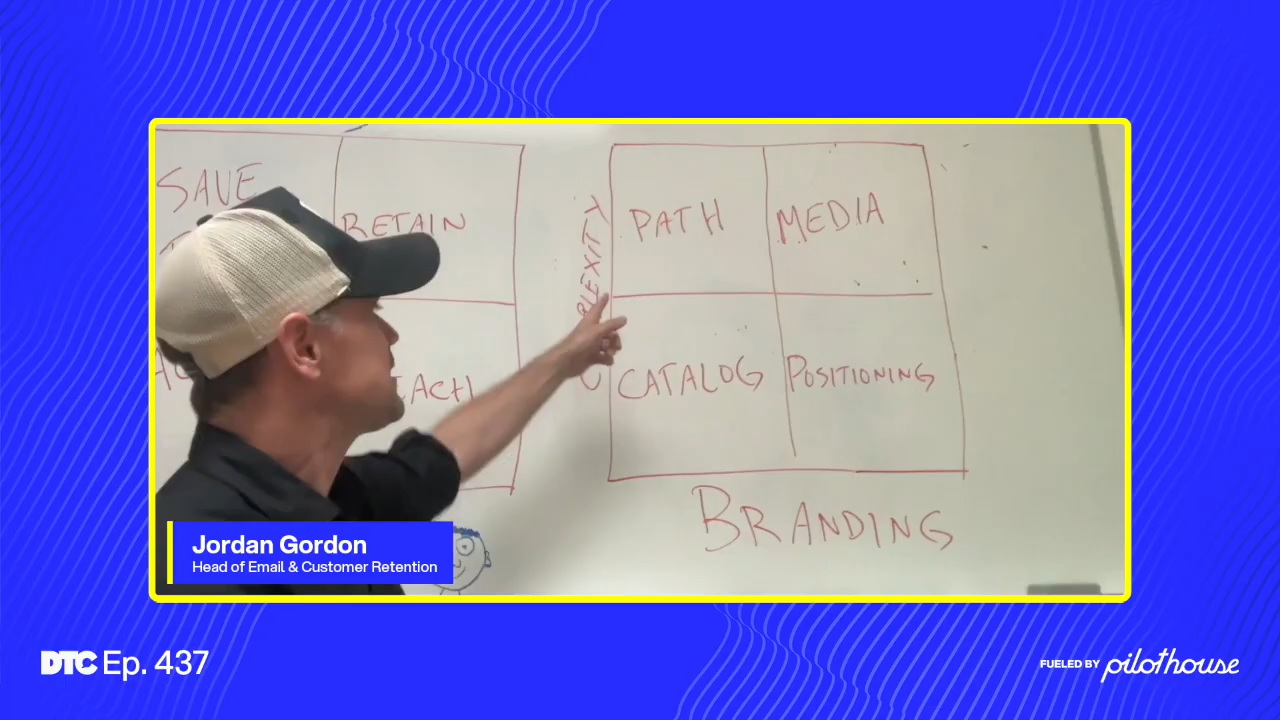 SAVE
RETAIN
PATH
MEDIA
CATALOG
POSITIONING
BRANDING
Jordan Gordon
Head of Email & Customer Retention
DTC Ep. 437
FUELED BY pilothouse